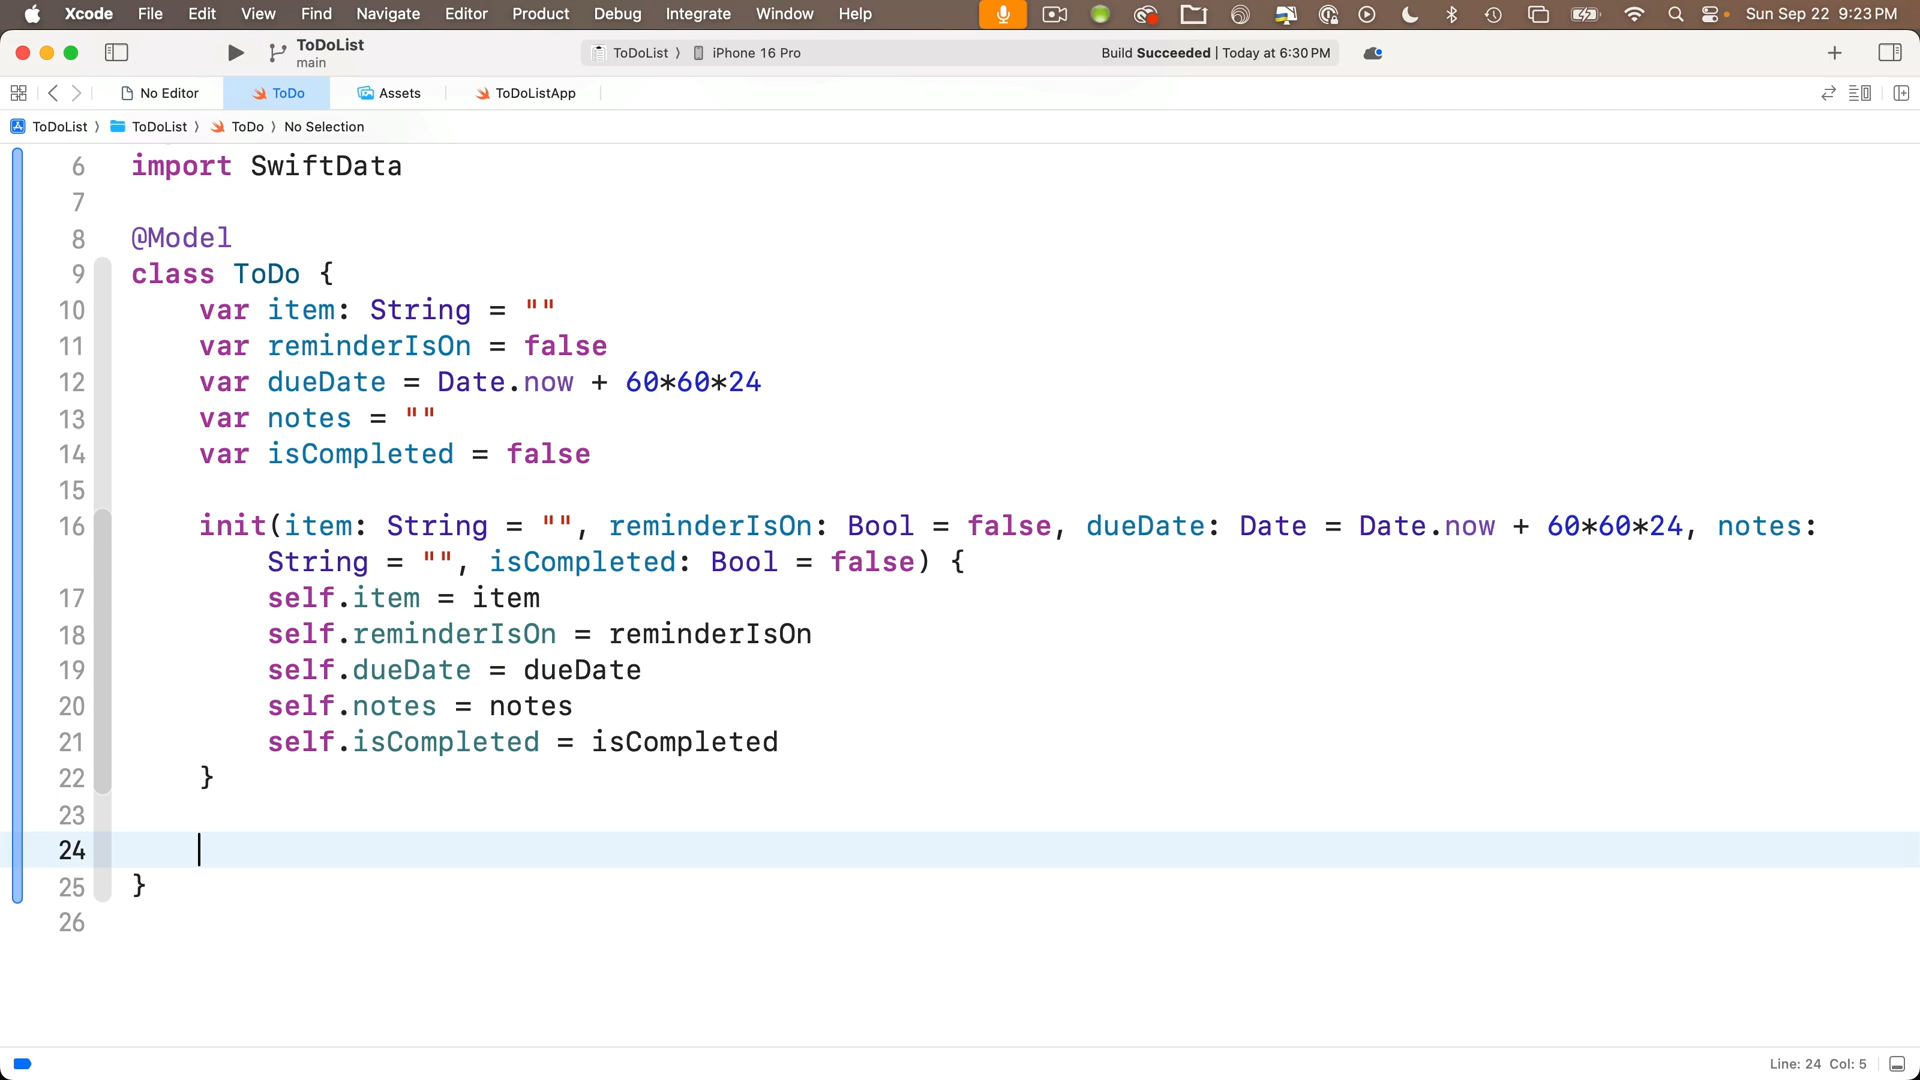 Xcode File Edit View Find Navigate Editor Product Debug Integrate Window Help Sun Sep 22 9:23 PM
ToDoList
main
ToDoList 〉 iPhone 16 Pro
Build Succeeded | Today at 6:30 PM
No Editor ToDo Assets ToDoListApp
ToDoList 〉 ToDoList 〉 ToDo 〉 No Selection
6 import SwiftData
7
8 @Model
9 class ToDo {
10 var item: String = ""
11 var reminderIsOn = false
12 var dueDate = Date.now + 60*60*24
13 var notes = ""
14 var isCompleted = false
15
16 init(item: String = "", reminderIsOn: Bool = false, dueDate: Date = Date.now + 60*60*24, notes:
String = "", isCompleted: Bool = false) {
17 self.item = item
18 self.reminderIsOn = reminderIsOn
19 self.dueDate = dueDate
20 self.notes = notes
21 self.isCompleted = isCompleted
22 }
23
24
25 }
26
Line: 24 Col: 5